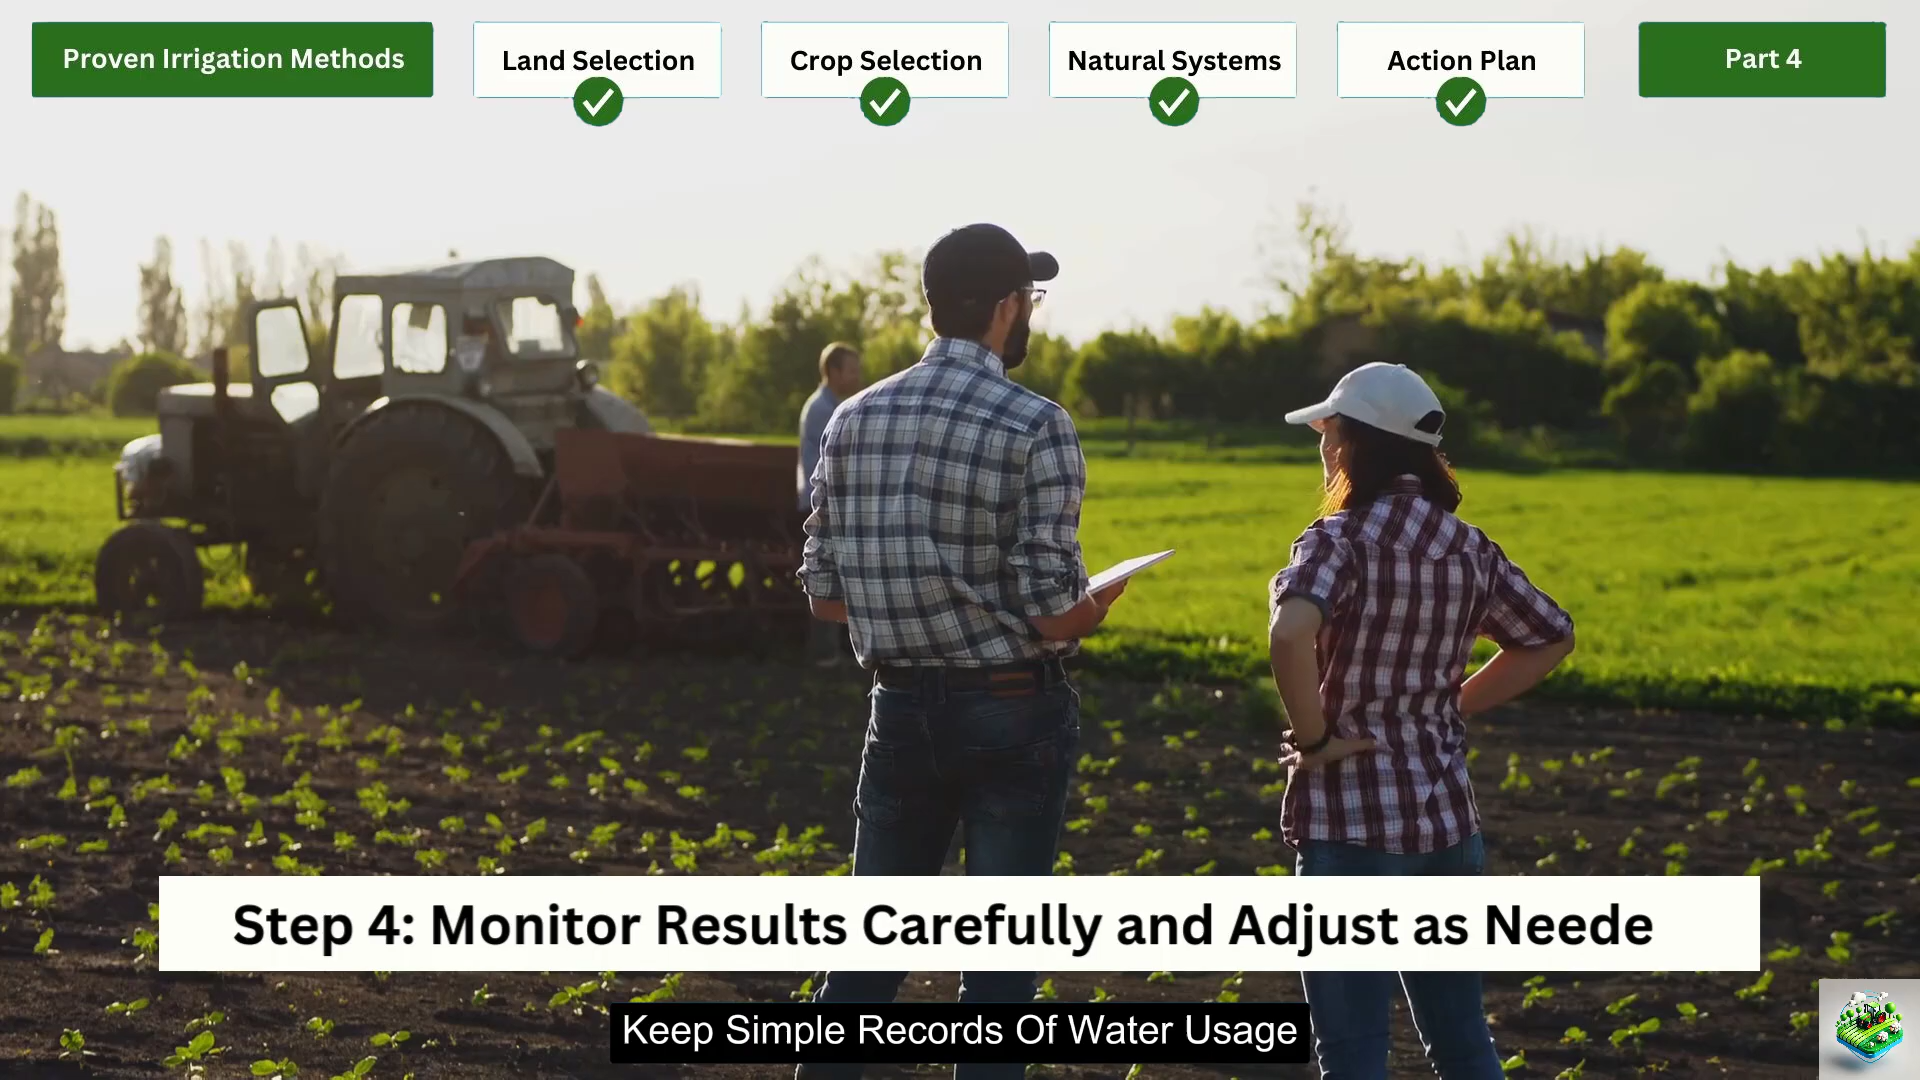 Proven Irrigation Methods
Land Selection
Crop Selection
Natural Systems
Action Plan
Part 4
Step 4: Monitor Results Carefully and Adjust as Neede
Keep Simple Records Of Water Usage